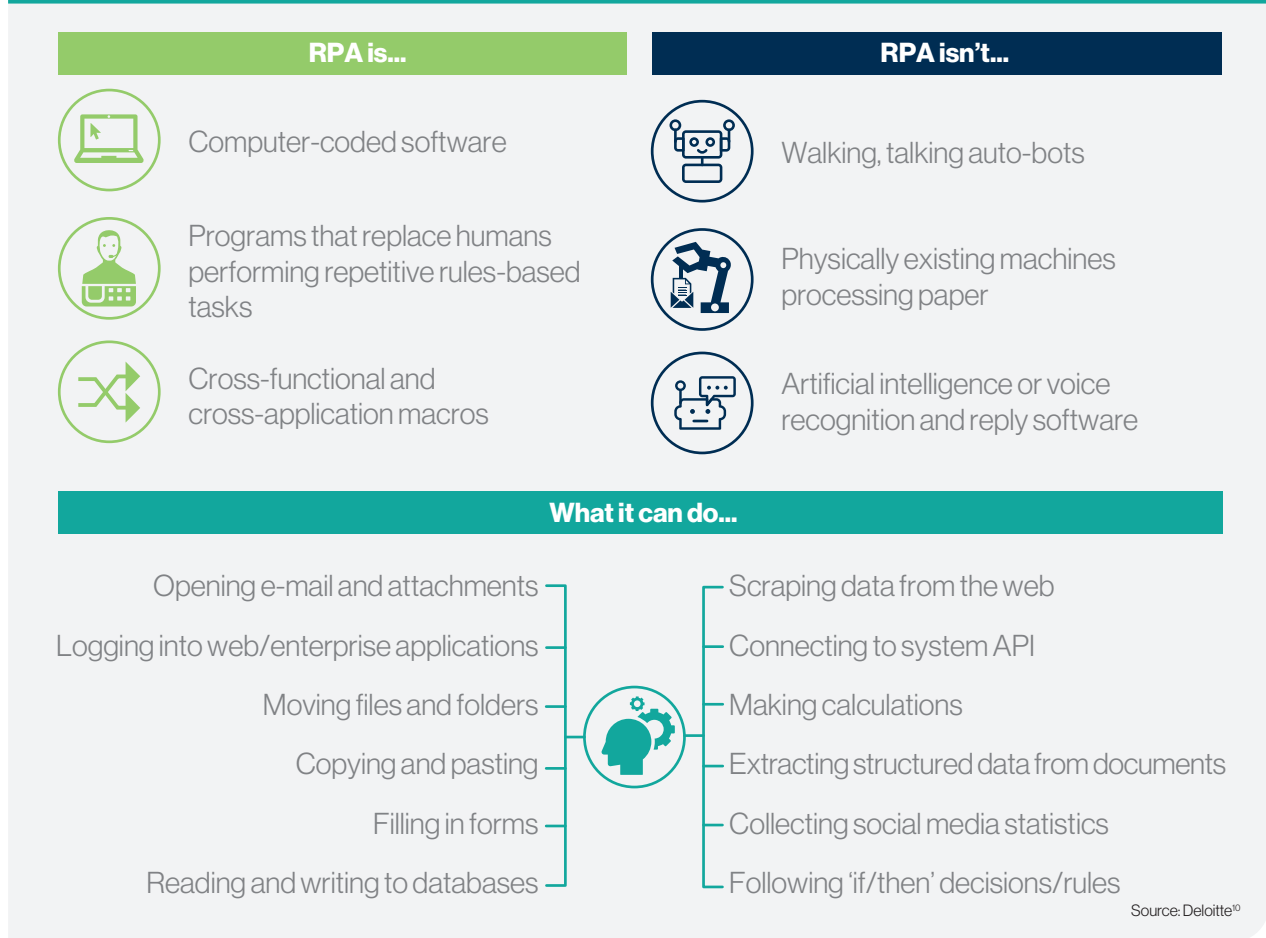 RPA is...
Computer-coded software
Programs that replace humans
performing repetitive rules-based
tasks
Cross-functional and
cross-application macros
RPA isn’t...
Walking, talking auto-bots
Physically existing machines
processing paper
Artificial intelligence or voice
recognition and reply software
What it can do...
Opening e-mail and attachments
Logging into web/enterprise applications
Moving files and folders
Copying and pasting
Filling in forms
Reading and writing to databases
Scraping data from the web
Connecting to system API
Making calculations
Extracting structured data from documents
Collecting social media statistics
Following ‘if/then’ decisions/rules
Source: Deloitte¹⁰